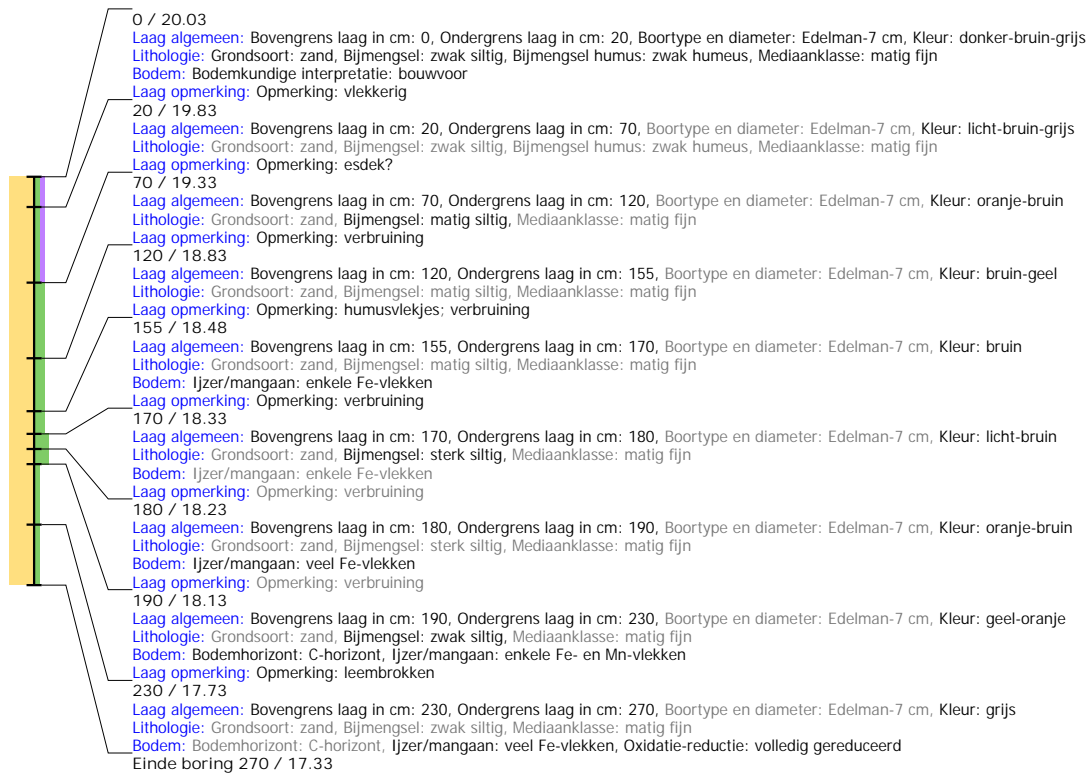 0 / 20.03
Laag algemeen: Bovengrens laag in cm: 0, Ondergrens laag in cm: 20, Boortype en diameter: Edelman-7 cm, Kleur: donker-bruin-grijs
Lithologie: Grondsoort: zand, Bijmengsel: zwak siltig, Bijmengsel humus: zwak humeus, Mediaanklasse: matig fijn
Bodem: Bodemkundige interpretatie: bouwvoor
Laag opmerking: Opmerking: vlekkerig
20 / 19.83
Laag algemeen: Bovengrens laag in cm: 20, Ondergrens laag in cm: 70, Boortype en diameter: Edelman-7 cm, Kleur: licht-bruin-grijs
Lithologie: Grondsoort: zand, Bijmengsel: zwak siltig, Bijmengsel humus: zwak humeus, Mediaanklasse: matig fijn
Laag opmerking: Opmerking: esdek?
70 / 19.33
Laag algemeen: Bovengrens laag in cm: 70, Ondergrens laag in cm: 120, Boortype en diameter: Edelman-7 cm, Kleur: oranje-bruin
Lithologie: Grondsoort: zand, Bijmengsel: matig siltig, Mediaanklasse: matig fijn
Laag opmerking: Opmerking: verbruining
120 / 18.83
Laag algemeen: Bovengrens laag in cm: 120, Ondergrens laag in cm: 155, Boortype en diameter: Edelman-7 cm, Kleur: bruin-geel
Lithologie: Grondsoort: zand, Bijmengsel: matig siltig, Mediaanklasse: matig fijn
Laag opmerking: Opmerking: humusvlekjes; verbruining
155 / 18.48
Laag algemeen: Bovengrens laag in cm: 155, Ondergrens laag in cm: 170, Boortype en diameter: Edelman-7 cm, Kleur: bruin
Lithologie: Grondsoort: zand, Bijmengsel: matig siltig, Mediaanklasse: matig fijn
Bodem: Ijzer/mangaan: enkele Fe-vlekken
Laag opmerking: Opmerking: verbruining
170 / 18.33
Laag algemeen: Bovengrens laag in cm: 170, Ondergrens laag in cm: 180, Boortype en diameter: Edelman-7 cm, Kleur: licht-bruin
Lithologie: Grondsoort: zand, Bijmengsel: sterk siltig, Mediaanklasse: matig fijn
Bodem: Ijzer/mangaan: enkele Fe-vlekken
Laag opmerking: Opmerking: verbruining
180 / 18.23
Laag algemeen: Bovengrens laag in cm: 180, Ondergrens laag in cm: 190, Boortype en diameter: Edelman-7 cm, Kleur: oranje-bruin
Lithologie: Grondsoort: zand, Bijmengsel: sterk siltig, Mediaanklasse: matig fijn
Bodem: Ijzer/mangaan: veel Fe-vlekken
Laag opmerking: Opmerking: verbruining
190 / 18.13
Laag algemeen: Bovengrens laag in cm: 190, Ondergrens laag in cm: 230, Boortype en diameter: Edelman-7 cm, Kleur: geel-oranje
Lithologie: Grondsoort: zand, Bijmengsel: zwak siltig, Mediaanklasse: matig fijn
Bodem: Bodemhorizont: C-horizont, Ijzer/mangaan: enkele Fe- en Mn-vlekken
Laag opmerking: Opmerking: leembrokken
230 / 17.73
Laag algemeen: Bovengrens laag in cm: 230, Ondergrens laag in cm: 270, Boortype en diameter: Edelman-7 cm, Kleur: grijs
Lithologie: Grondsoort: zand, Bijmengsel: zwak siltig, Mediaanklasse: matig fijn
Bodem: Bodemhorizont: C-horizont, Ijzer/mangaan: veel Fe-vlekken, Oxidatie-reductie: volledig gereduceerd
Einde boring 270 / 17.33